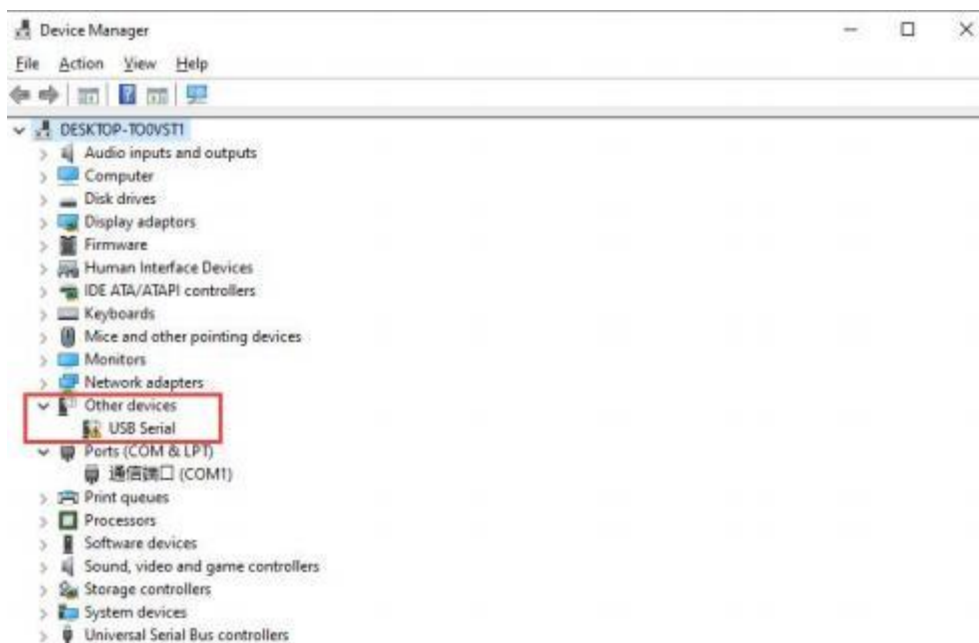 Device Manager
File Action View Help
DESKTOP-TO0VST1
Audio inputs and outputs
Computer
Disk drives
Display adaptors
Firmware
Human Interface Devices
IDE ATA/ATAPI controllers
Keyboards
Mice and other pointing devices
Monitors
Network adapters
Other devices
USB Serial
Ports (COM & LPT)
通信端口 (COM1)
Print queues
Processors
Software devices
Sound, video and game controllers
Storage controllers
System devices
Universal Serial Bus controllers